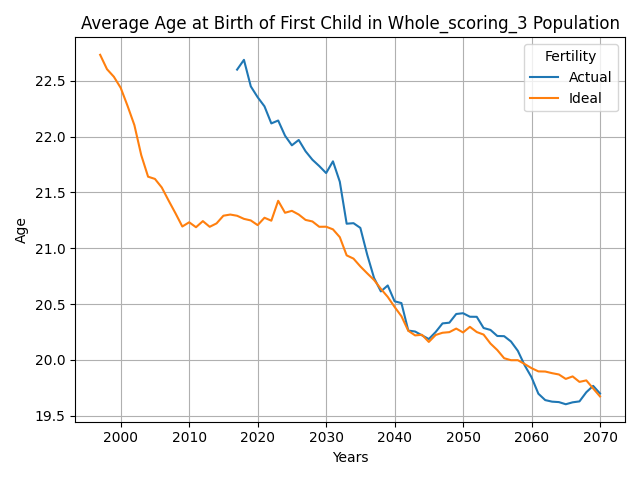 Average Age at Birth of First Child in Whole_scoring_3 Population
Fertility
Actual
Ideal
Age
22.5
22.0
21.5
21.0
20.5
20.0
19.5
2000 2010 2020 2030 2040 2050 2060 2070
Years